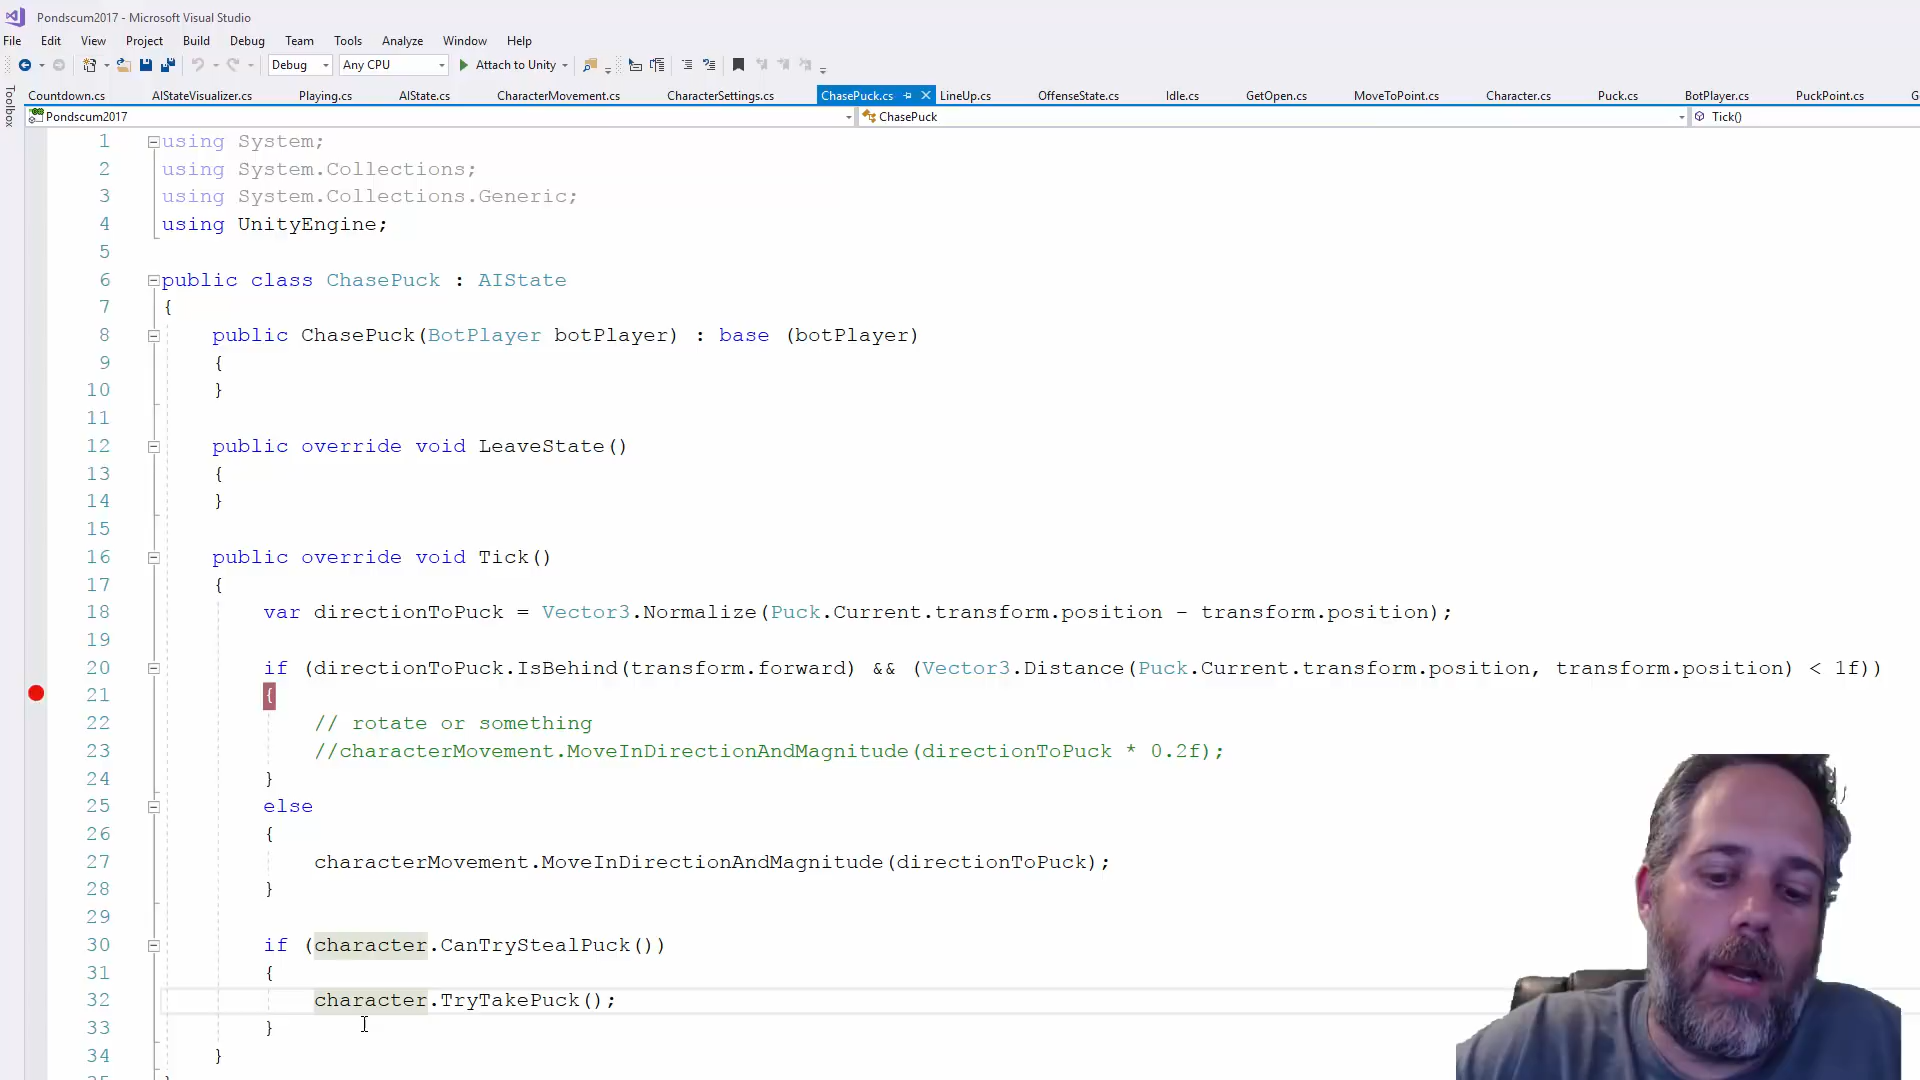 Pondscum2017 - Microsoft Visual Studio
File Edit View Project Build Debug Team Tools Analyze Window Help
Debug Any CPU Attach to Unity
Toolbox
Countdown.cs AIStateVisualizer.cs Playing.cs AIState.cs CharacterMovement.cs CharacterSettings.cs ChasePuck.cs LineUp.cs OffenseState.cs Idle.cs GetOpen.cs MoveToPoint.cs Character.cs Puck.cs BotPlayer.cs PuckPoint.cs
Pondscum2017 ChasePuck Tick()
1 using System;
2 using System.Collections;
3 using System.Collections.Generic;
4 using UnityEngine;
5
6 public class ChasePuck : AIState
7 {
8 public ChasePuck(BotPlayer botPlayer) : base (botPlayer)
9 {
10 }
11
12 public override void LeaveState()
13 {
14 }
15
16 public override void Tick()
17 {
18 var directionToPuck = Vector3.Normalize(Puck.Current.transform.position - transform.position);
19
20 if (directionToPuck.IsBehind(transform.forward) && (Vector3.Distance(Puck.Current.transform.position, transform.position) < 1f))
21 {
22 // rotate or something
23 //characterMovement.MoveInDirectionAndMagnitude(directionToPuck * 0.2f);
24 }
25 else
26 {
27 characterMovement.MoveInDirectionAndMagnitude(directionToPuck);
28 }
29
30 if (character.CanTryStealPuck())
31 {
32 character.TryTakePuck();
33 }
34 }